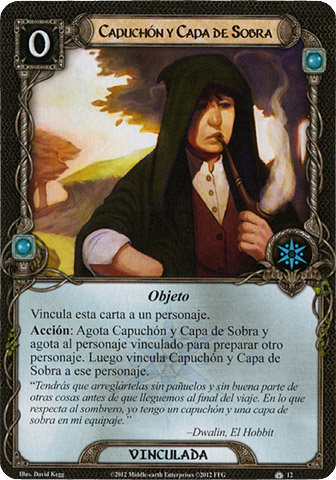 0
CAPUCHÓN Y CAPA DE SOBRA
Objeto
Vincula esta carta a un personaje.
Acción: Agota Capuchón y Capa de Sobra y
agota al personaje vinculado para preparar otro
personaje. Luego vincula Capuchón y Capa de
Sobra a ese personaje.
“Tendrás que arreglártelas sin pañuelos y sin buena parte de
otras cosas antes de que lleguemos al final del viaje. En lo que
respecta al sombrero, yo tengo un capuchón y una capa de
sobra en mi equipaje.”
–Dwalin, El Hobbit
VINCULADA
Illus. David Kegg ©2012 Middle-earth Enterprises ©2012 FFG 12